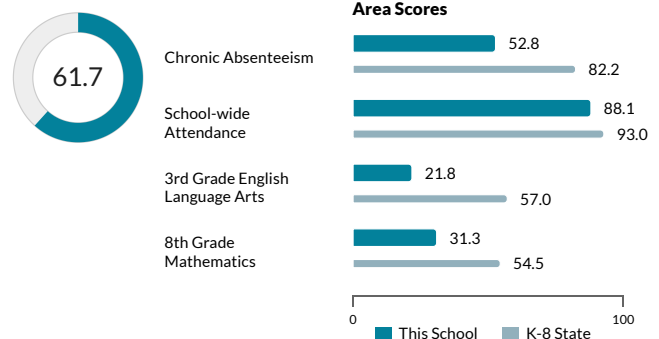 Area Scores
61.7
Chronic Absenteeism
52.8
82.2
School-wide
Attendance
88.1
93.0
3rd Grade English
Language Arts
21.8
57.0
8th Grade
Mathematics
31.3
54.5
0
100
This School
K-8 State